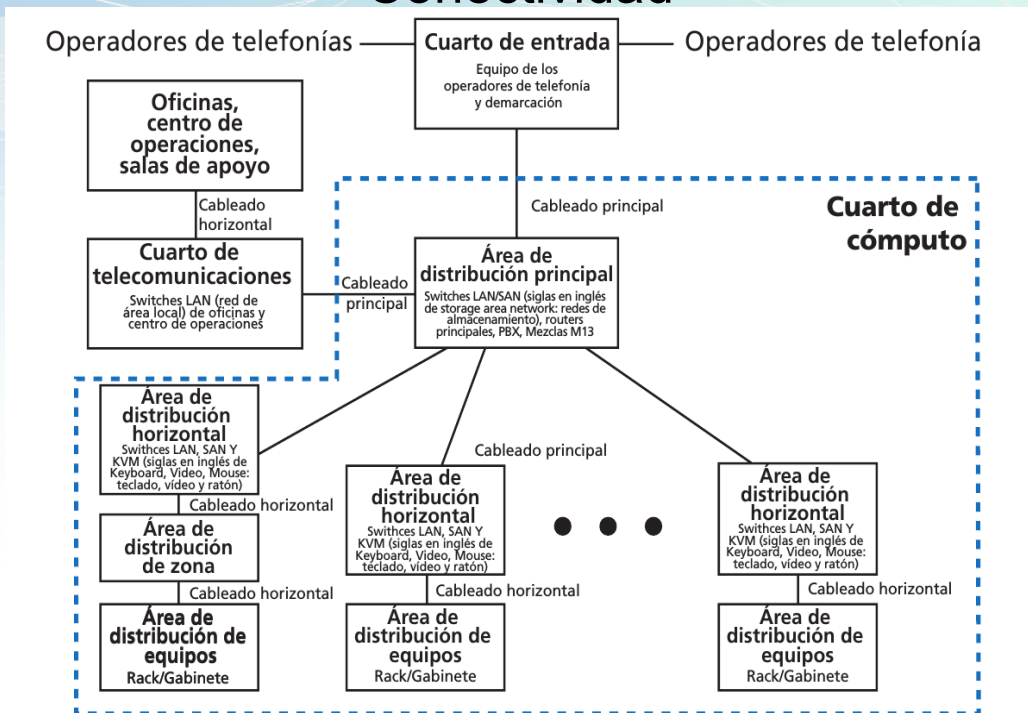 Conectividad
Operadores de telefonías
Cuarto de entrada
Equipo de los
operadores de telefonía
y demarcación
Operadores de telefonía
Oficinas,
centro de
operaciones,
salas de apoyo
Cableado
horizontal
Cableado principal
Cuarto de
cómputo
Cuarto de
telecomunicaciones
Switches LAN (red de
área local) de oficinas y
centro de operaciones
Cableado
principal
Área de
distribución principal
Switches LAN/SAN (siglas en inglés
de storage area network: redes de
almacenamiento), routers
principales, PBX, Mezclas M13
Área de
distribución
horizontal
Swithces LAN, SAN Y
KVM (siglas en inglés de
Keyboard, Video, Mouse:
teclado, vídeo y ratón)
Cableado horizontal
Área de
distribución
de zona
Cableado horizontal
Área de
distribución de
equipos
Rack/Gabinete
Cableado principal
Área de
distribución
horizontal
Swithces LAN, SAN Y
KVM (siglas en inglés de
Keyboard, Video, Mouse:
teclado, vídeo y ratón)
Cableado horizontal
Área de
distribución de
equipos
Rack/Gabinete
Área de
distribución
horizontal
Swithces LAN, SAN Y
KVM (siglas en inglés de
Keyboard, Video, Mouse:
teclado, vídeo y ratón)
Cableado horizontal
Área de
distribución de
equipos
Rack/Gabinete